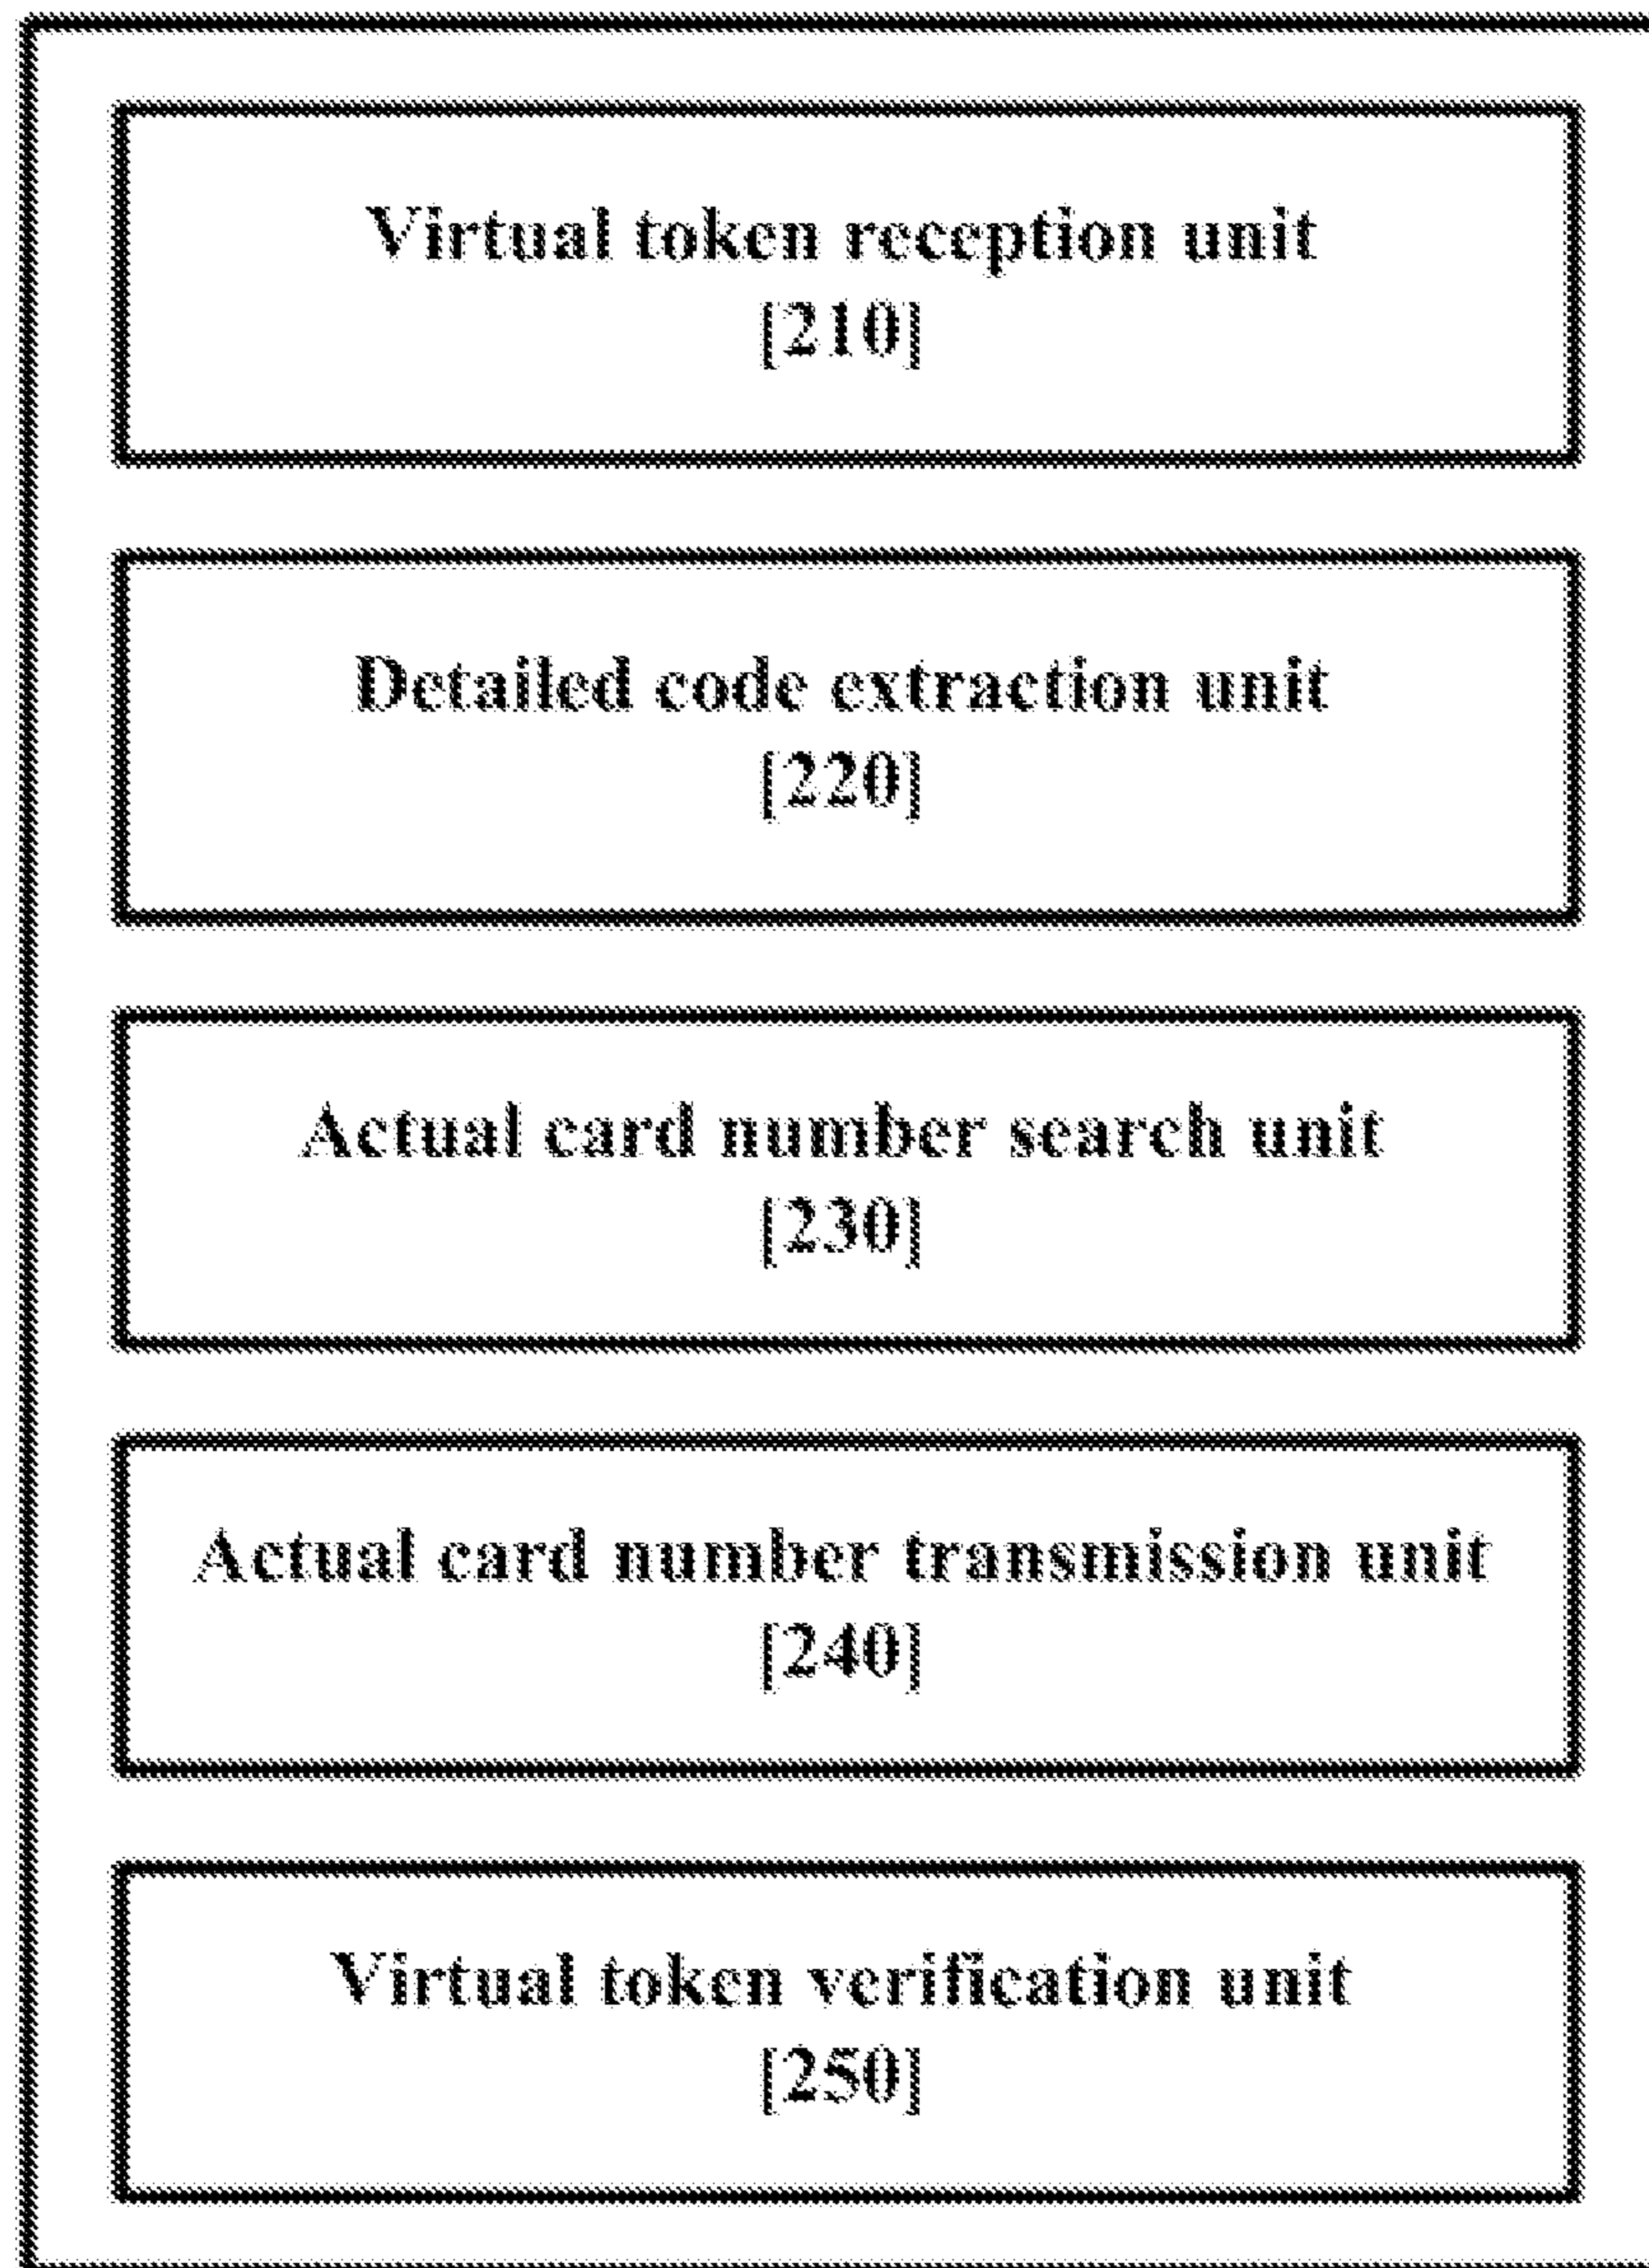 Virtual token reception unit
[210]
Detailed code extraction unit
[220]
Actual card number search unit
[230]
Actual card number transmission unit
[240]
Virtual token verification unit
[250]